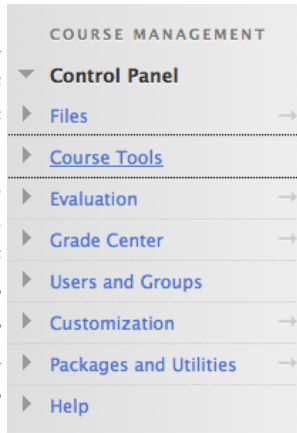 COURSE MANAGEMENT
Control Panel
Files
Course Tools
Evaluation
Grade Center
Users and Groups
Customization
Packages and Utilities
Help